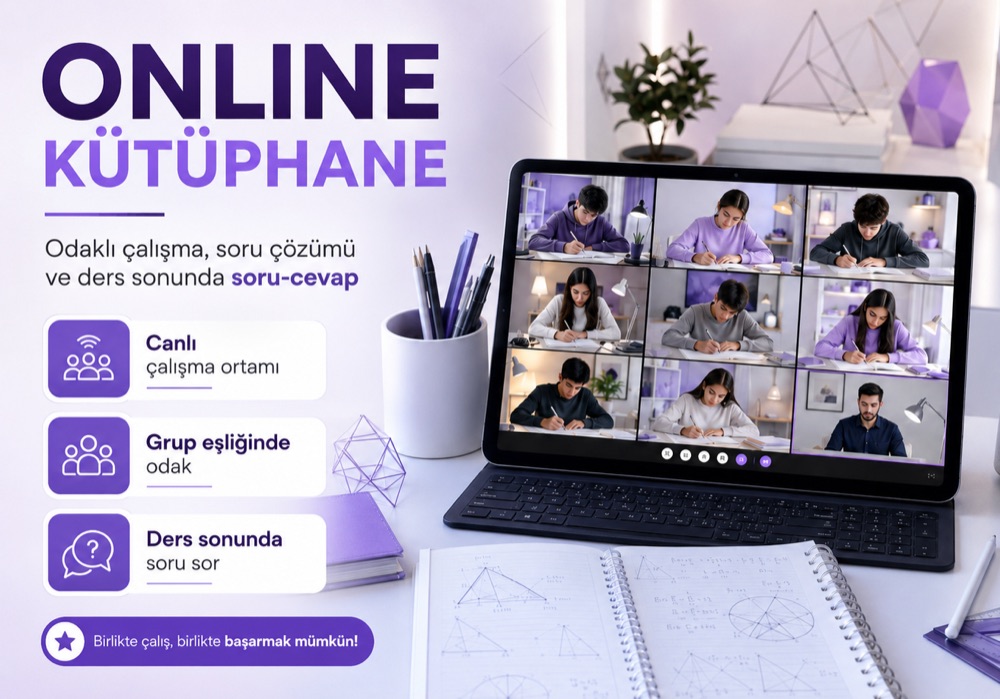 ONLINE
KÜTÜPHANE
Odaklı çalışma, soru çözümü
ve ders sonunda soru-cevap
Canlı
çalışma ortamı
Grup eşliğinde
odak
?
Ders sonunda
soru sor
Birlikte çalış, birlikte başarmak mümkün!